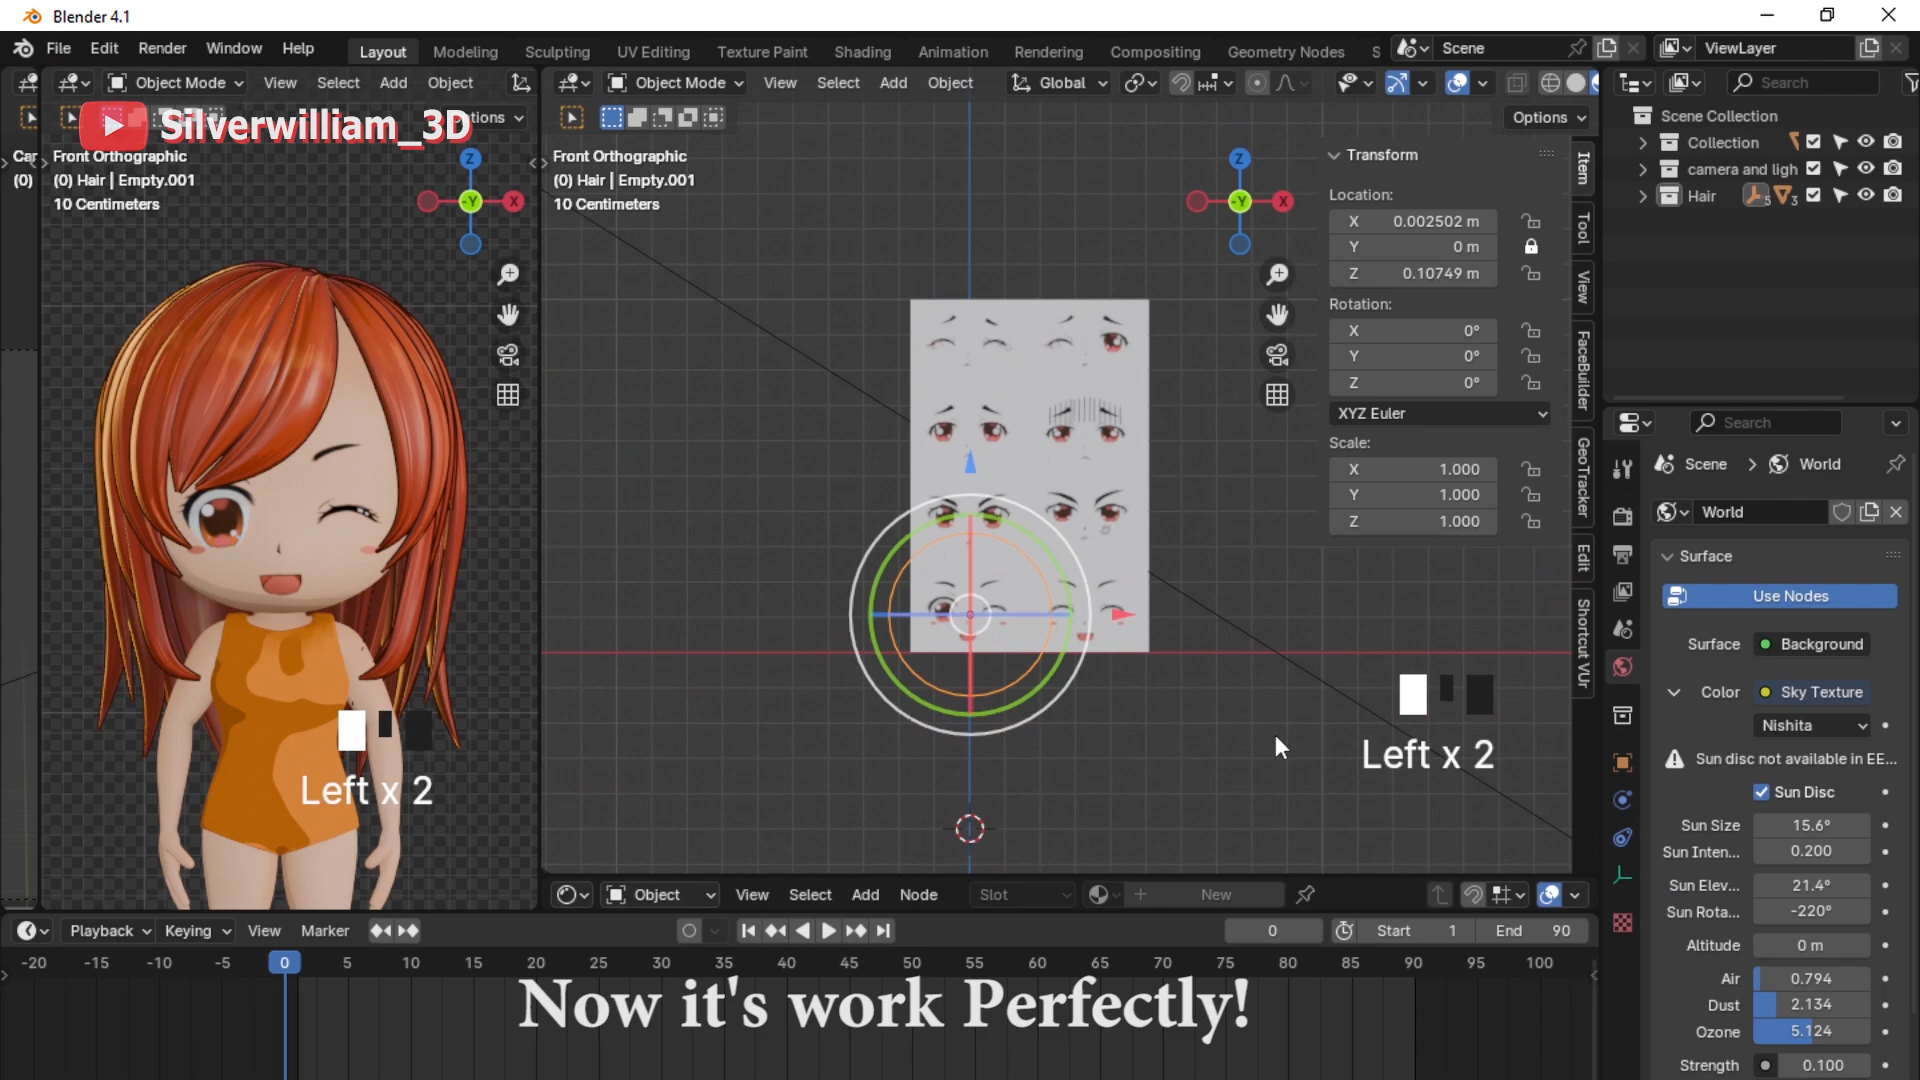 Blender 4.1
File Edit Render Window Help
Layout Modeling Sculpting UV Editing Texture Paint Shading Animation Rendering Compositing Geometry Nodes S
Scene
ViewLayer
Object Mode View Select Add Object
Object Mode View Select Add Object
Global
Search
Silverwilliam_3D
tions
Options
Car
(0)
Front Orthographic
(0) Hair | Empty.001
10 Centimeters
Z
-Y
X
Front Orthographic
(0) Hair | Empty.001
10 Centimeters
Z
-Y
X
Transform
Location:
X 0.002502 m
Y 0 m
Z 0.10749 m
Rotation:
X 0°
Y 0°
Z 0°
XYZ Euler
Scale:
X 1.000
Y 1.000
Z 1.000
Item
Tool
View
FaceBuilder
GeoTracker
Edit
Shortcut VUr
Scene Collection
Collection
camera and ligh
Hair 5 3
Search
Scene > World
World
Surface
Use Nodes
Surface Background
Color Sky Texture
Nishita
Sun disc not available in EE...
Sun Disc
Sun Size 15.6°
Sun Inten... 0.200
Sun Elev... 21.4°
Sun Rota... -220°
Altitude 0 m
Air 0.794
Dust 2.134
Ozone 5.124
Strength 0.100
Left x 2
Left x 2
Object View Select Add Node Slot New
Playback Keying View Marker
0 Start 1 End 90
-20 -15 -10 -5 0 5 10 15 20 25 30 35 40 45 50 55 60 65 70 75 80 85 90 95 100
Now it's work Perfectly!